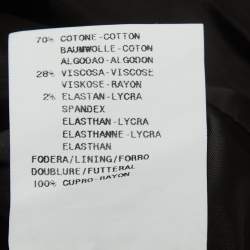 70% COTONE-COTTON
BAUMWOLLE-COTON
ALGODAO-ALGODON
28% VISCOSA-VISCOSE
VISKOSE-RAYON
2% ELASTAN-LYCRA
SPANDEX
ELASTHAN-LYCRA
ELASTHANNE-LYCRA
ELASTHAN
FODERA/LINING/FORRO
DOUBLURE/FUTTERAL
100% CUPRO-RAYON